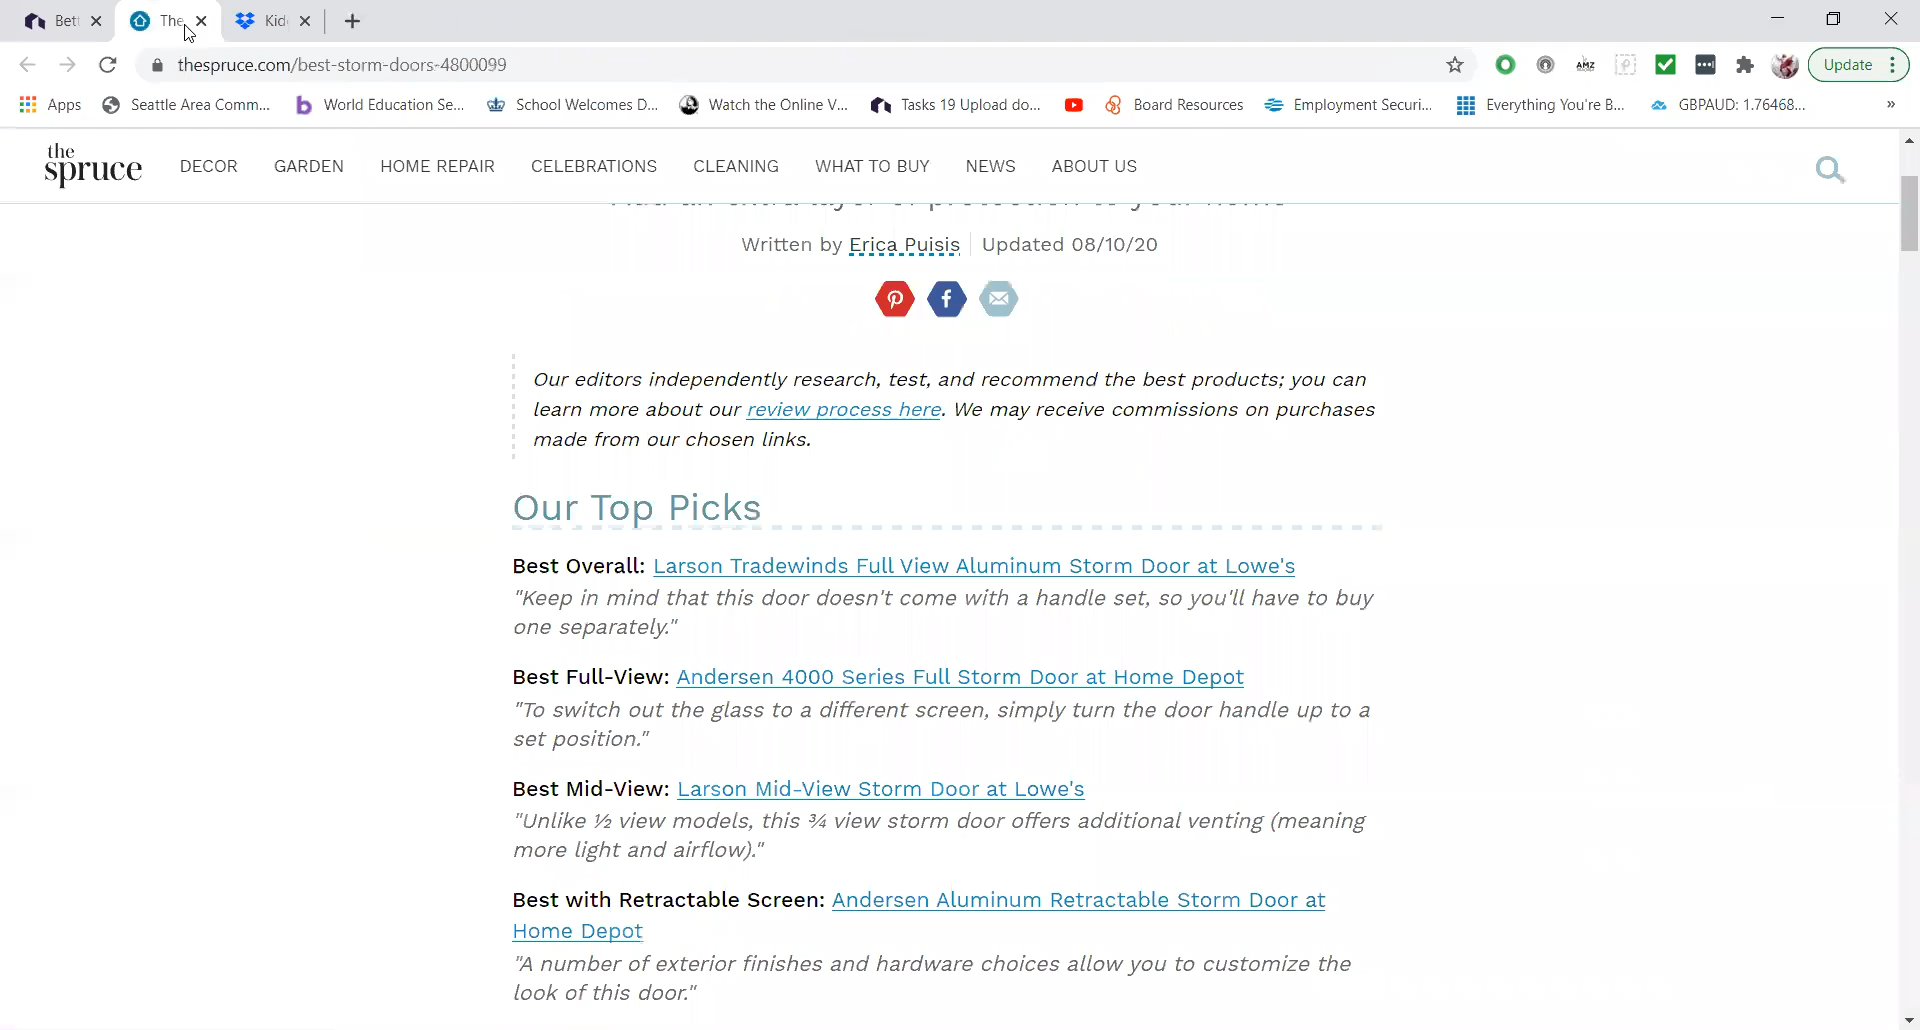 Bet
The
Kid
thespruce.com/best-storm-doors-4800099
AMZ
Update
Apps
Seattle Area Comm...
World Education Se...
School Welcomes D...
Watch the Online V...
Tasks 19 Upload do...
Board Resources
Employment Securi...
Everything You're B...
GBPAUD: 1.76468...
»
the
spruce
DECOR
GARDEN
HOME REPAIR
CELEBRATIONS
CLEANING
WHAT TO BUY
NEWS
ABOUT US
Written by Erica Puisis
Updated 08/10/20
Our editors independently research, test, and recommend the best products; you can
learn more about our review process here. We may receive commissions on purchases
made from our chosen links.
Our Top Picks
Best Overall: Larson Tradewinds Full View Aluminum Storm Door at Lowe's
"Keep in mind that this door doesn't come with a handle set, so you'll have to buy
one separately."
Best Full-View: Andersen 4000 Series Full Storm Door at Home Depot
"To switch out the glass to a different screen, simply turn the door handle up to a
set position."
Best Mid-View: Larson Mid-View Storm Door at Lowe's
"Unlike ½ view models, this ¾ view storm door offers additional venting (meaning
more light and airflow)."
Best with Retractable Screen: Andersen Aluminum Retractable Storm Door at
Home Depot
"A number of exterior finishes and hardware choices allow you to customize the
look of this door."